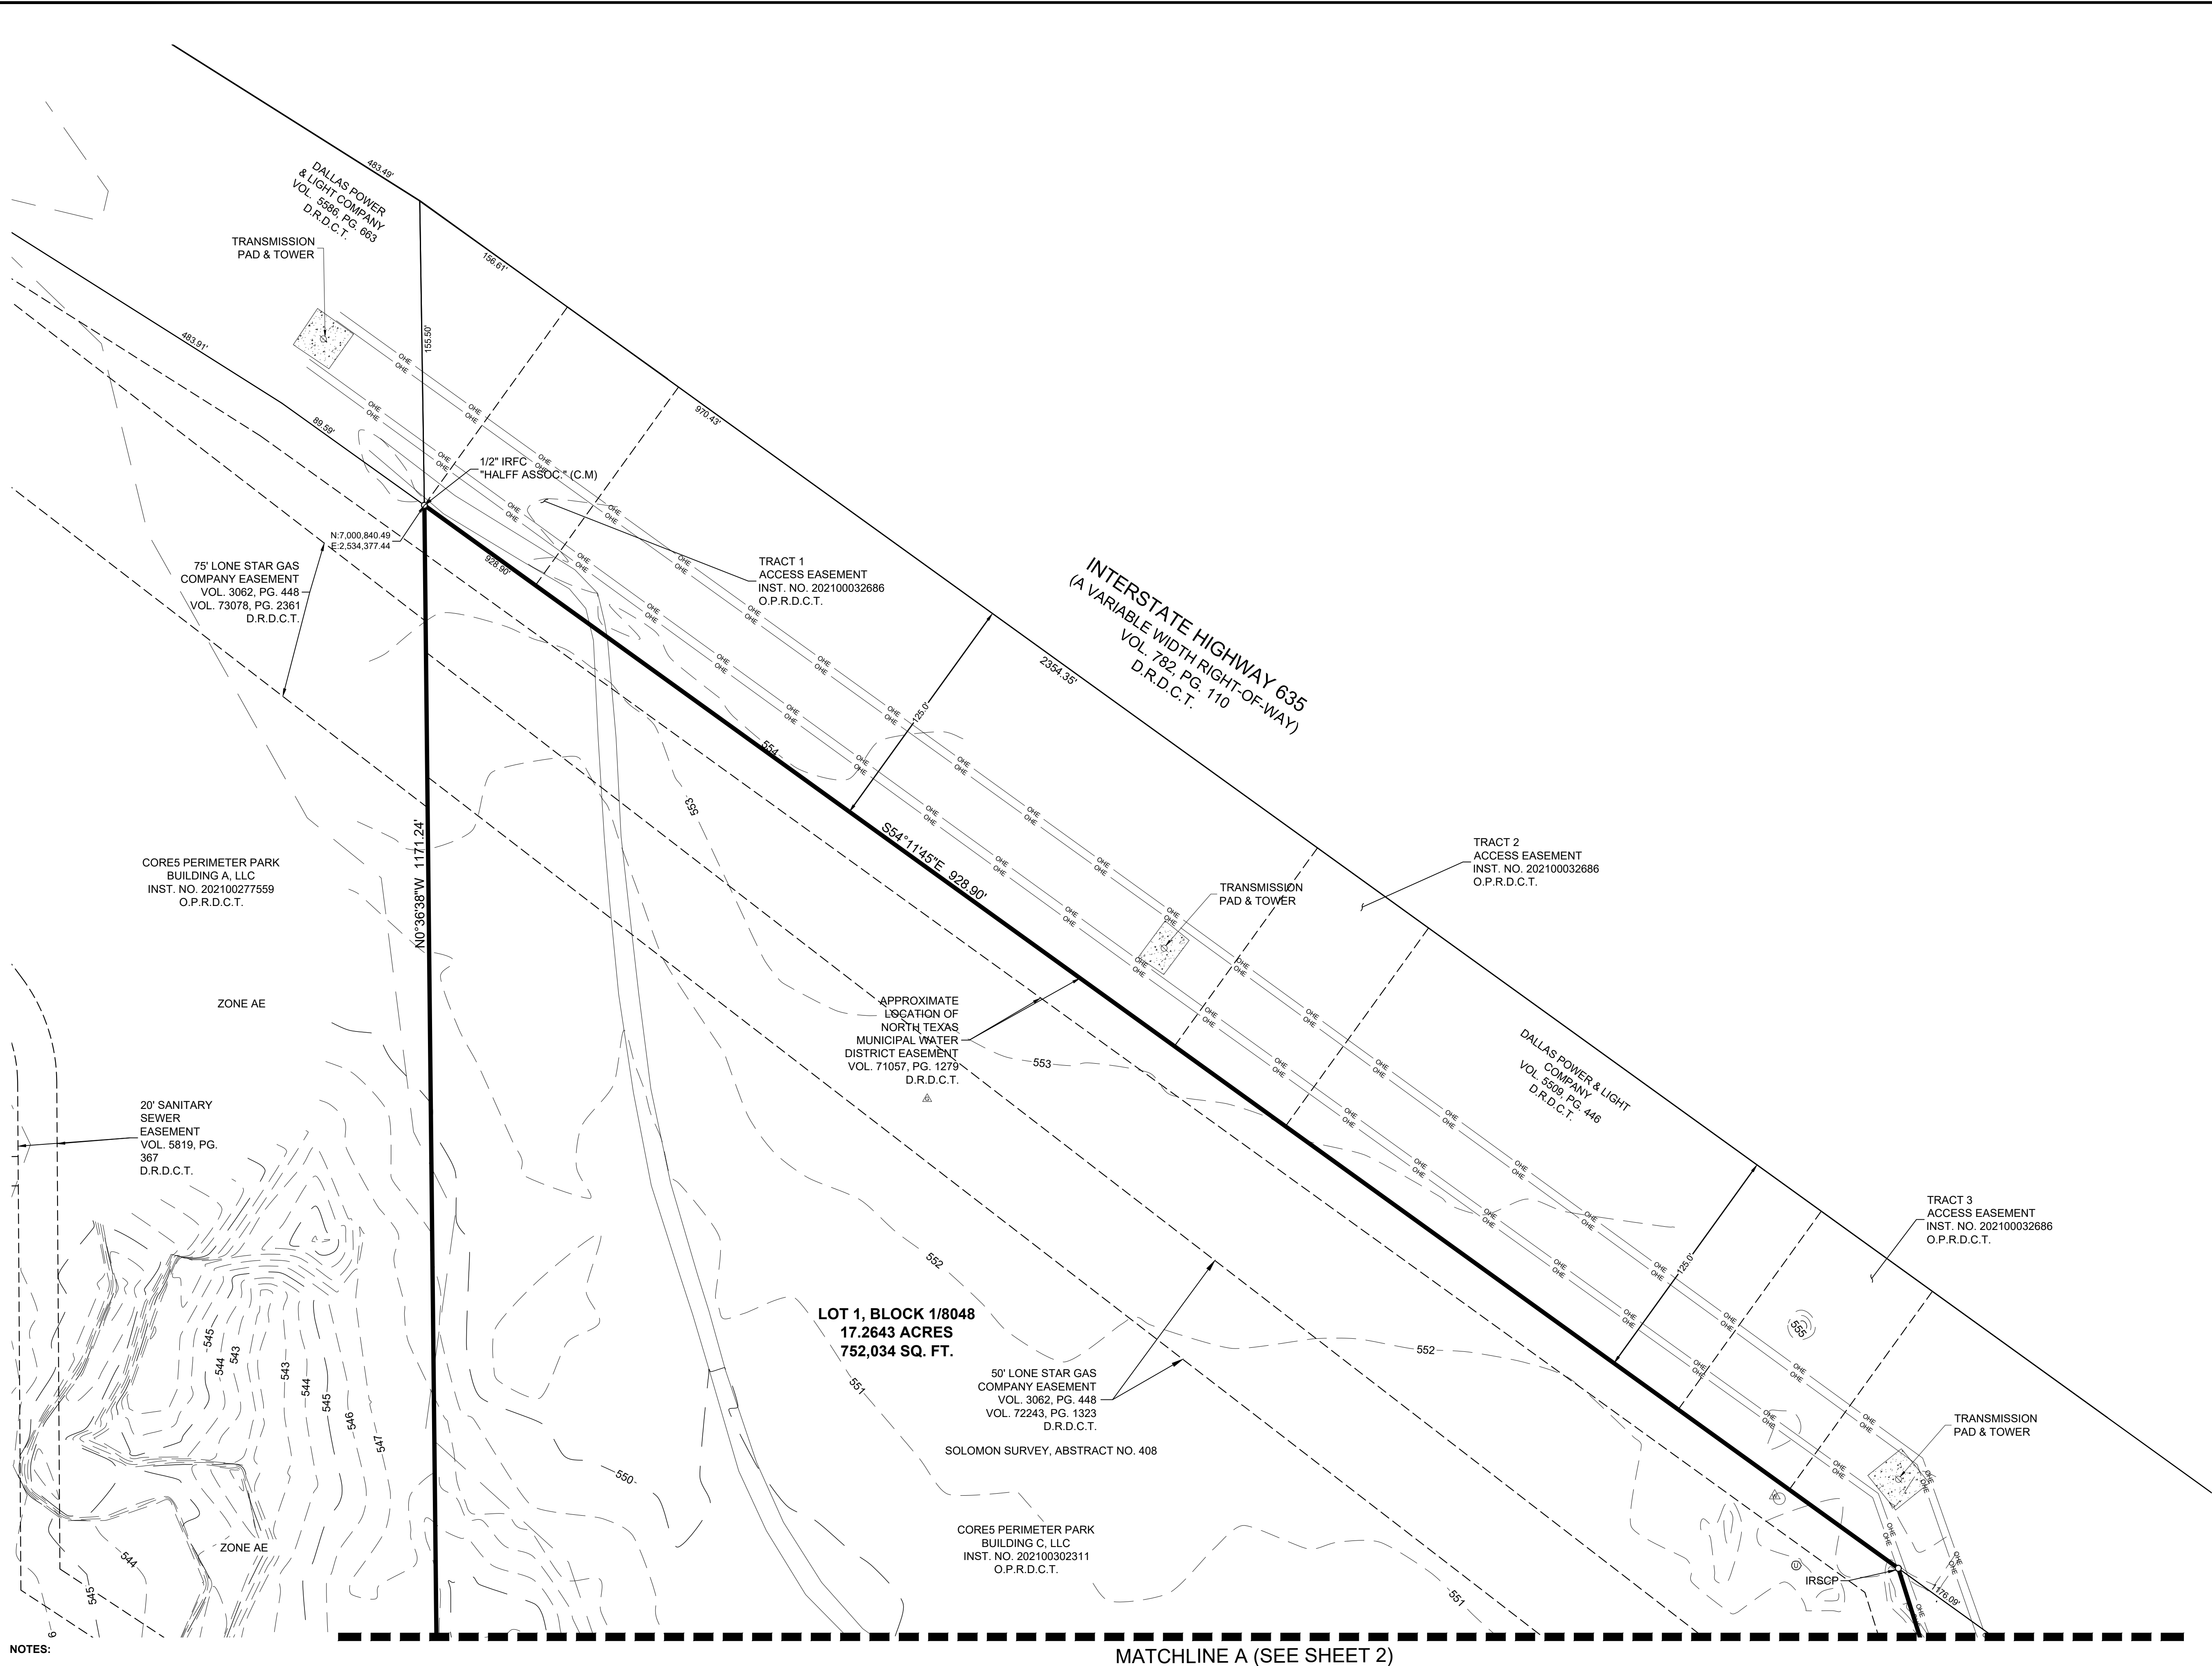 483.49'
DALLAS POWER
& LIGHT COMPANY
VOL. 5586, PG. 663
D.R.D.C.T.
TRANSMISSION
PAD & TOWER
156.61'
155.50'
483.91'
89.59'
970.43'
OHE
OHE
1/2" IRFC
"HALFF ASSOC." (C.M)
N:7,000,840.49
E:2,534,377.44
928.90'
75' LONE STAR GAS
COMPANY EASEMENT
VOL. 3062, PG. 448
VOL. 73078, PG. 2361
D.R.D.C.T.
TRACT 1
ACCESS EASEMENT
INST. NO. 202100032686
O.P.R.D.C.T.
INTERSTATE HIGHWAY 635
(A VARIABLE WIDTH RIGHT-OF-WAY)
VOL. 782, PG. 110
D.R.D.C.T.
2354.35'
125.0'
554
553
S54°11'45"E 928.90'
N0°36'38"W 1171.24'
CORE5 PERIMETER PARK
BUILDING A, LLC
INST. NO. 202100277559
O.P.R.D.C.T.
TRACT 2
ACCESS EASEMENT
INST. NO. 202100032686
O.P.R.D.C.T.
TRANSMISSION
PAD & TOWER
ZONE AE
APPROXIMATE
LOCATION OF
NORTH TEXAS
MUNICIPAL WATER
DISTRICT EASEMENT
VOL. 71057, PG. 1279
D.R.D.C.T.
553
DALLAS POWER & LIGHT
COMPANY
VOL. 5509, PG. 446
D.R.D.C.T.
20' SANITARY
SEWER
EASEMENT
VOL. 5819, PG.
367
D.R.D.C.T.
TRACT 3
ACCESS EASEMENT
INST. NO. 202100032686
O.P.R.D.C.T.
125.0'
552
LOT 1, BLOCK 1/8048
17.2643 ACRES
752,034 SQ. FT.
552
555
545
544
543
543
544
545
546
547
551
50' LONE STAR GAS
COMPANY EASEMENT
VOL. 3062, PG. 448
VOL. 72243, PG. 1323
D.R.D.C.T.
SOLOMON SURVEY, ABSTRACT NO. 408
TRANSMISSION
PAD & TOWER
550
CORE5 PERIMETER PARK
BUILDING C, LLC
INST. NO. 202100302311
O.P.R.D.C.T.
ZONE AE
544
545
6
551
U
IRSCP
1176.09'
NOTES:
MATCHLINE A (SEE SHEET 2)